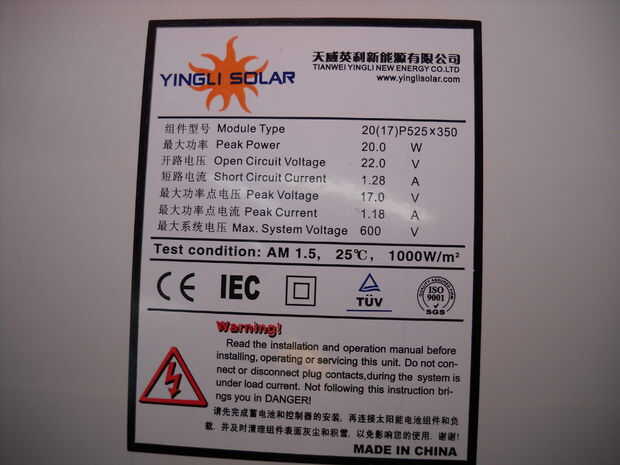 YINGLI SOLAR
天威英利新能源有限公司
TIANWEI YINGLI NEW ENERGY CO.LTD
www.yinglisolar.com
组件型号 Module Type 20(17)P525×350
最大功率 Peak Power 20.0 W
开路电压 Open Circuit Voltage 22.0 V
短路电流 Short Circuit Current 1.28 A
最大功率点电压 Peak Voltage 17.0 V
最大功率点电流 Peak Current 1.18 A
最大系统电压 Max. System Voltage 600 V
Test condition: AM 1.5, 25℃, 1000W/m²
CE IEC TÜV
QUALITY ASSURED FIRM
ISO
9001
SGS
Warning!
Read the installation and operation manual before
installing, operating or servicing this unit. Do not con-
nect or disconnect plug contacts,during the system is
under load current. Not following this instruction bri-
ngs you in DANGER!
请先完成蓄电池和控制器的安装, 再连接太阳能电池组件和负
载, 并及时清理组件表面灰尘和积雪, 以免影响您的使用. 谢谢!
MADE IN CHINA